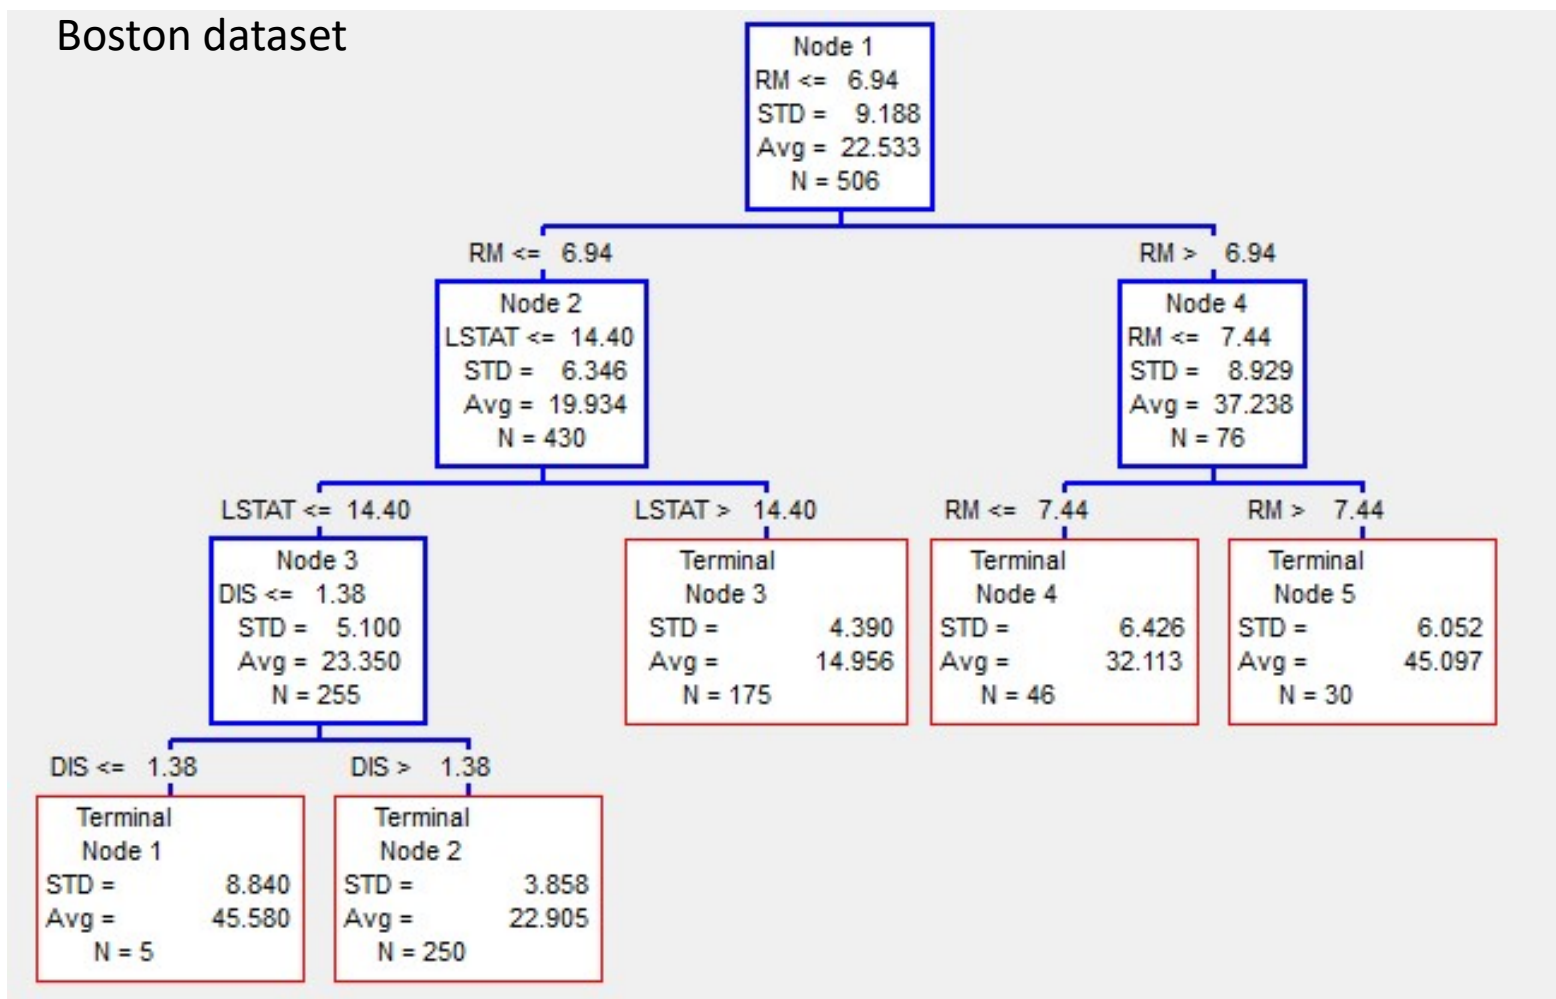 Boston dataset
Node 1
RM <= 6.94
STD = 9.188
Avg = 22.533
N = 506
RM <= 6.94
RM > 6.94
Node 2
LSTAT <= 14.40
STD = 6.346
Avg = 19.934
N = 430
Node 4
RM <= 7.44
STD = 8.929
Avg = 37.238
N = 76
LSTAT <= 14.40
LSTAT > 14.40
RM <= 7.44
RM > 7.44
Node 3
DIS <= 1.38
STD = 5.100
Avg = 23.350
N = 255
Terminal
Node 3
STD = 4.390
Avg = 14.956
N = 175
Terminal
Node 4
STD = 6.426
Avg = 32.113
N = 46
Terminal
Node 5
STD = 6.052
Avg = 45.097
N = 30
DIS <= 1.38
DIS > 1.38
Terminal
Node 1
STD = 8.840
Avg = 45.580
N = 5
Terminal
Node 2
STD = 3.858
Avg = 22.905
N = 250